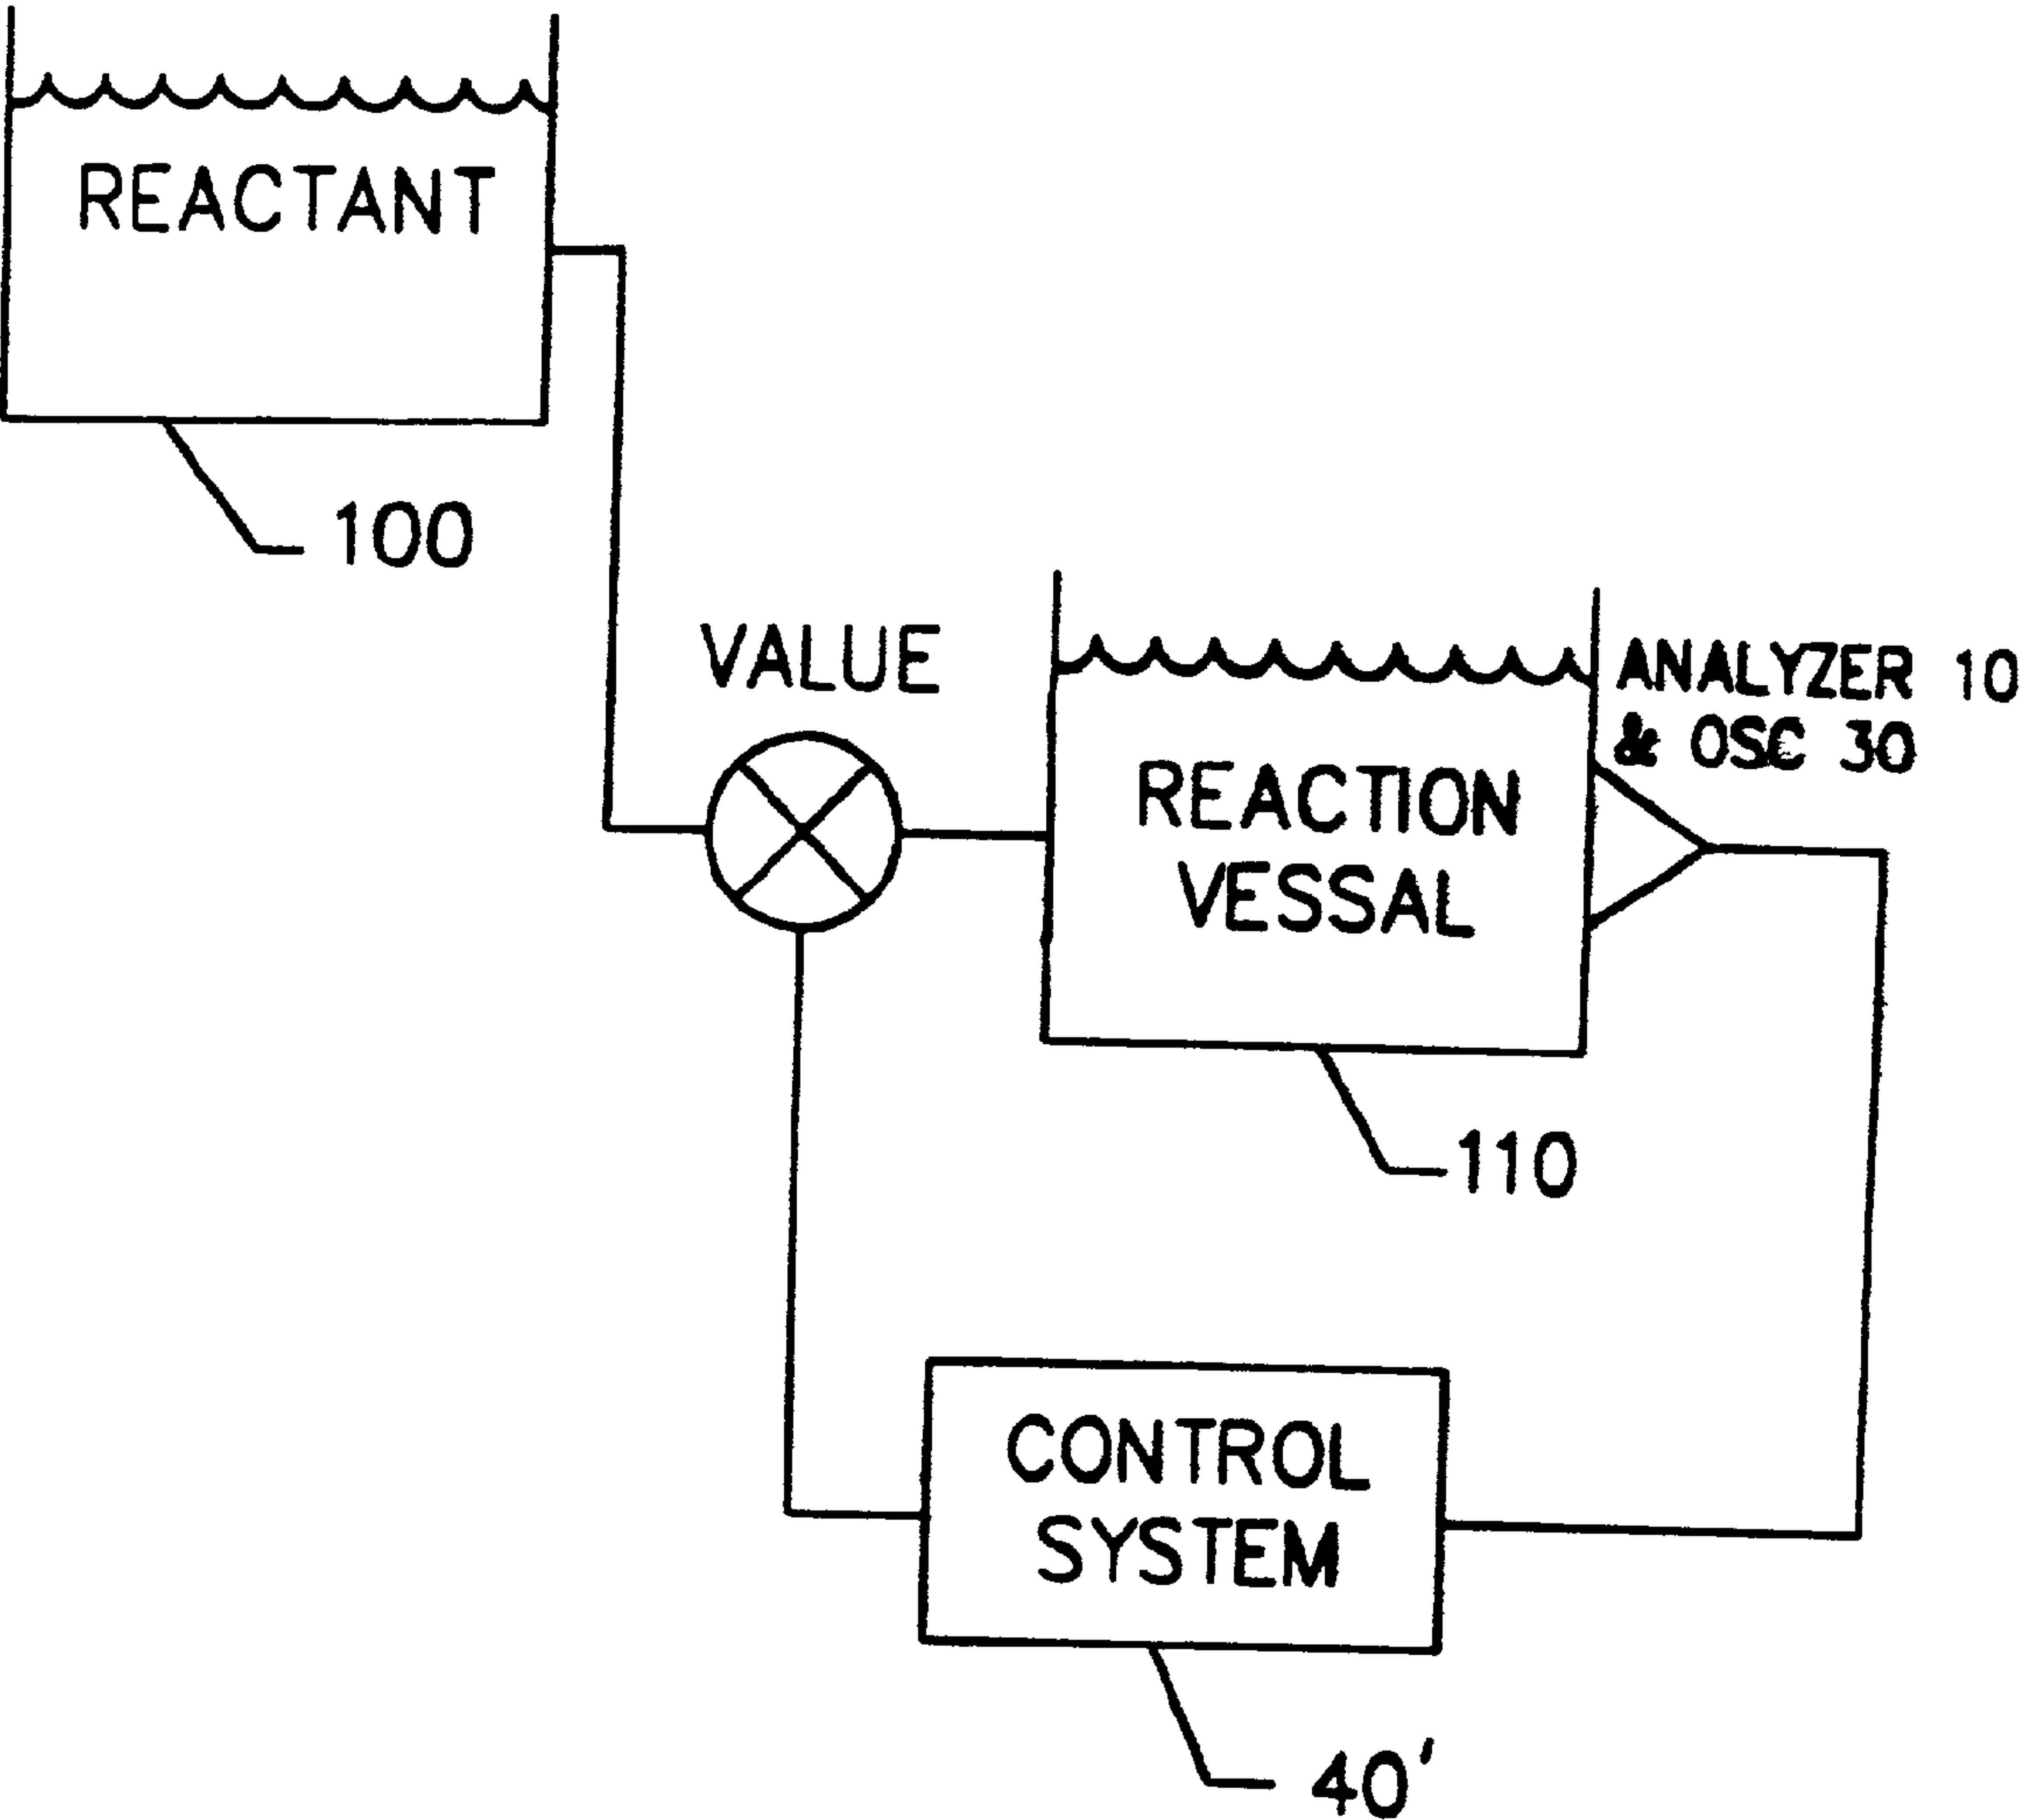 REACTANT
100
VALUE
ANALYZER 10
& OSC 30
REACTION
VESSAL
110
CONTROL
SYSTEM
40'